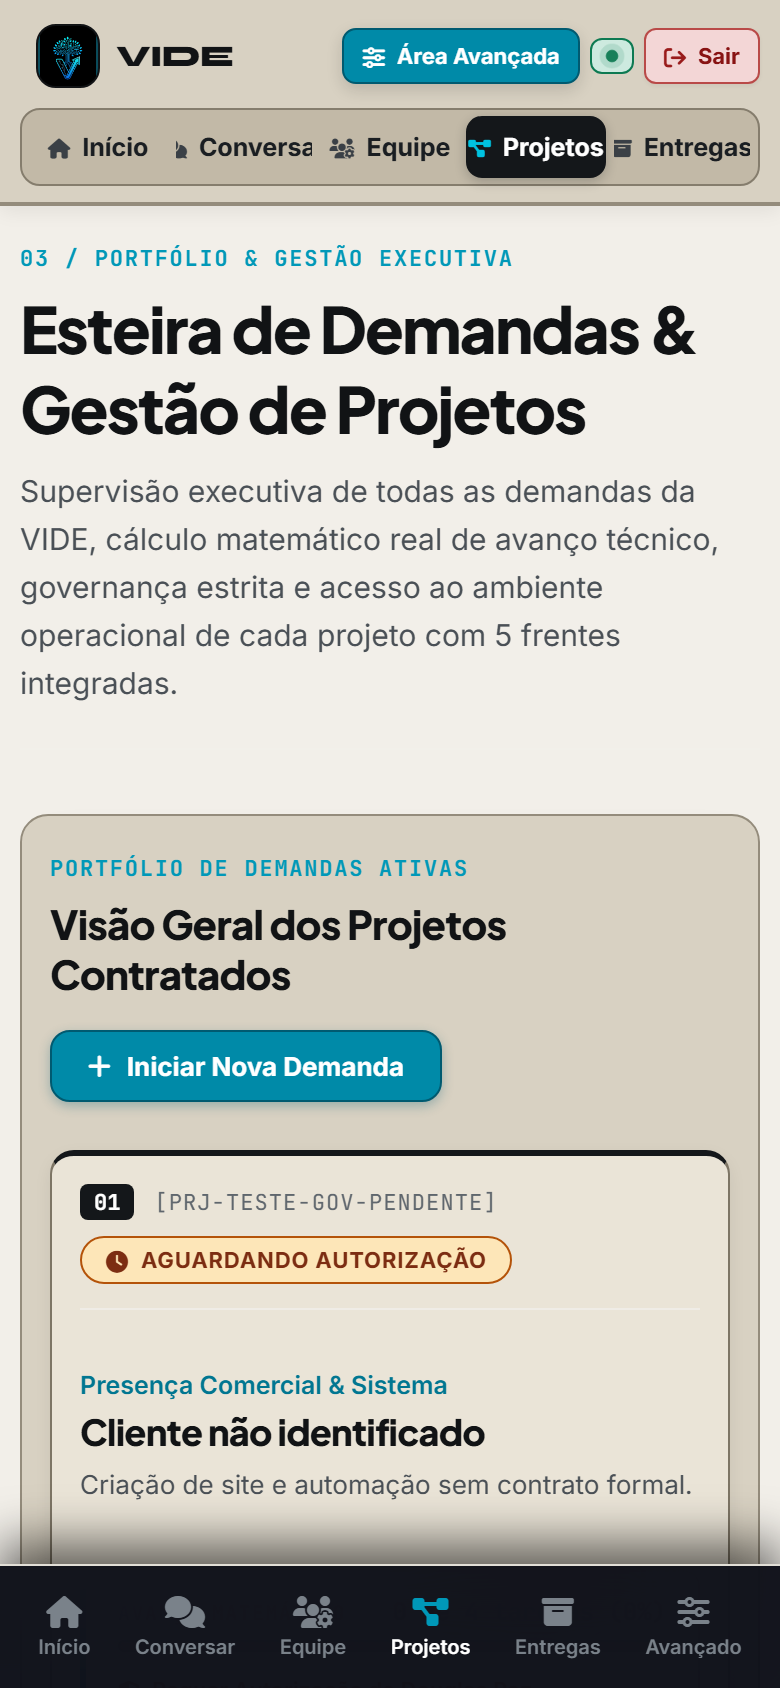 VIDE
Área Avançada
Sair
Início
Conversa
Equipe
Projetos
Entregas
03 / PORTFÓLIO & GESTÃO EXECUTIVA
Esteira de Demandas &
Gestão de Projetos
Supervisão executiva de todas as demandas da
VIDE, cálculo matemático real de avanço técnico,
governança estrita e acesso ao ambiente
operacional de cada projeto com 5 frentes
integradas.
PORTFÓLIO DE DEMANDAS ATIVAS
Visão Geral dos Projetos
Contratados
Iniciar Nova Demanda
01 [PRJ-TESTE-GOV-PENDENTE]
AGUARDANDO AUTORIZAÇÃO
Presença Comercial & Sistema
Cliente não identificado
Criação de site e automação sem contrato formal.
Início
Conversar
Equipe
Projetos
Entregas
Avançado